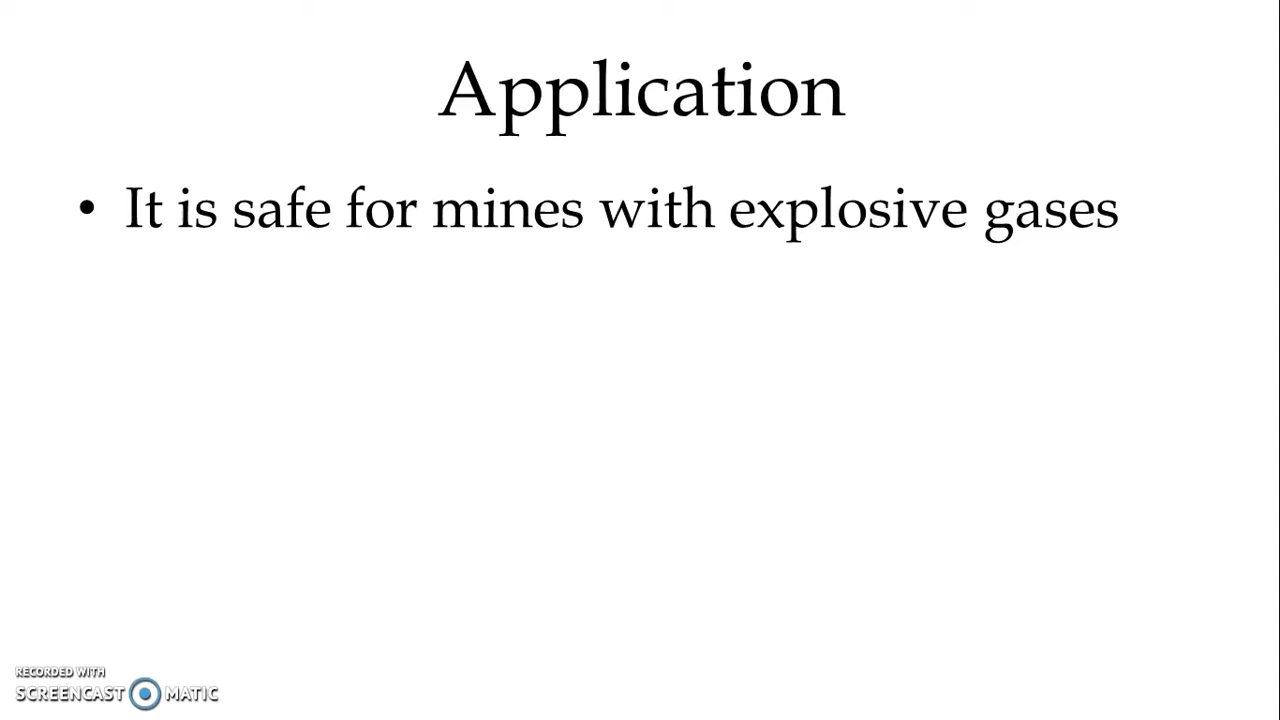 Application
• It is safe for mines with explosive gases
RECORDED WITH
SCREENCAST MATIC